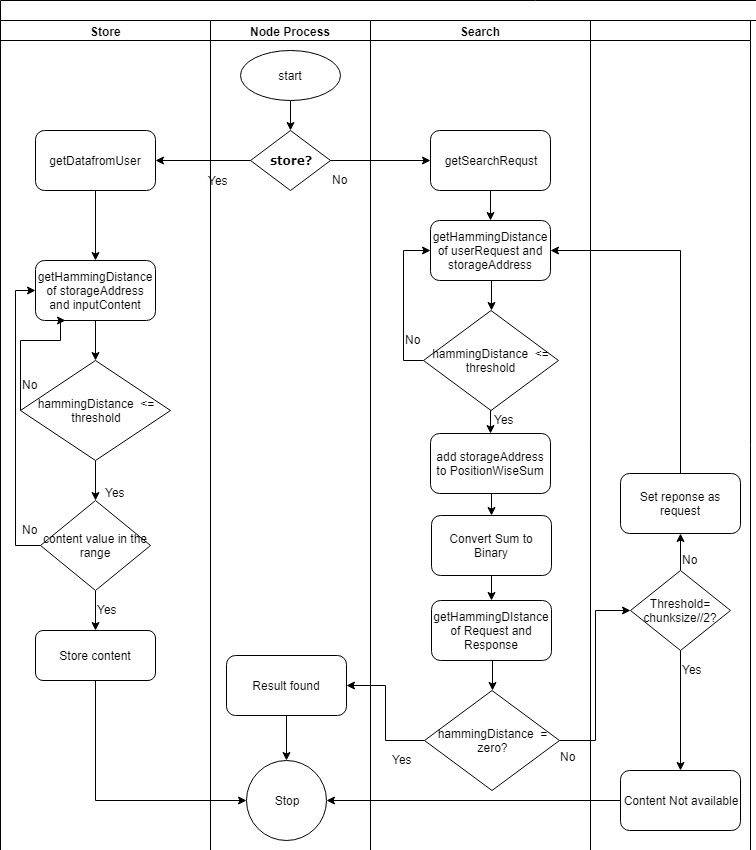 Store
Node Process
Search
start
store?
Yes
No
getDatafromUser
getSearchRequst
getHammingDistance
of storageAddress
and inputContent
getHammingDistance
of userRequest and
storageAddress
No
hammingDistance <=
threshold
No
hammingDistance <=
threshold
Yes
Yes
add storageAddress
to PositionWiseSum
No
content value in the
range
Convert Sum to
Binary
Set reponse as
request
No
Yes
getHammingDIstance
of Request and
Response
Threshold=
chunksize//2?
Yes
Store content
Result found
hammingDistance =
zero?
Yes
No
Stop
Content Not available